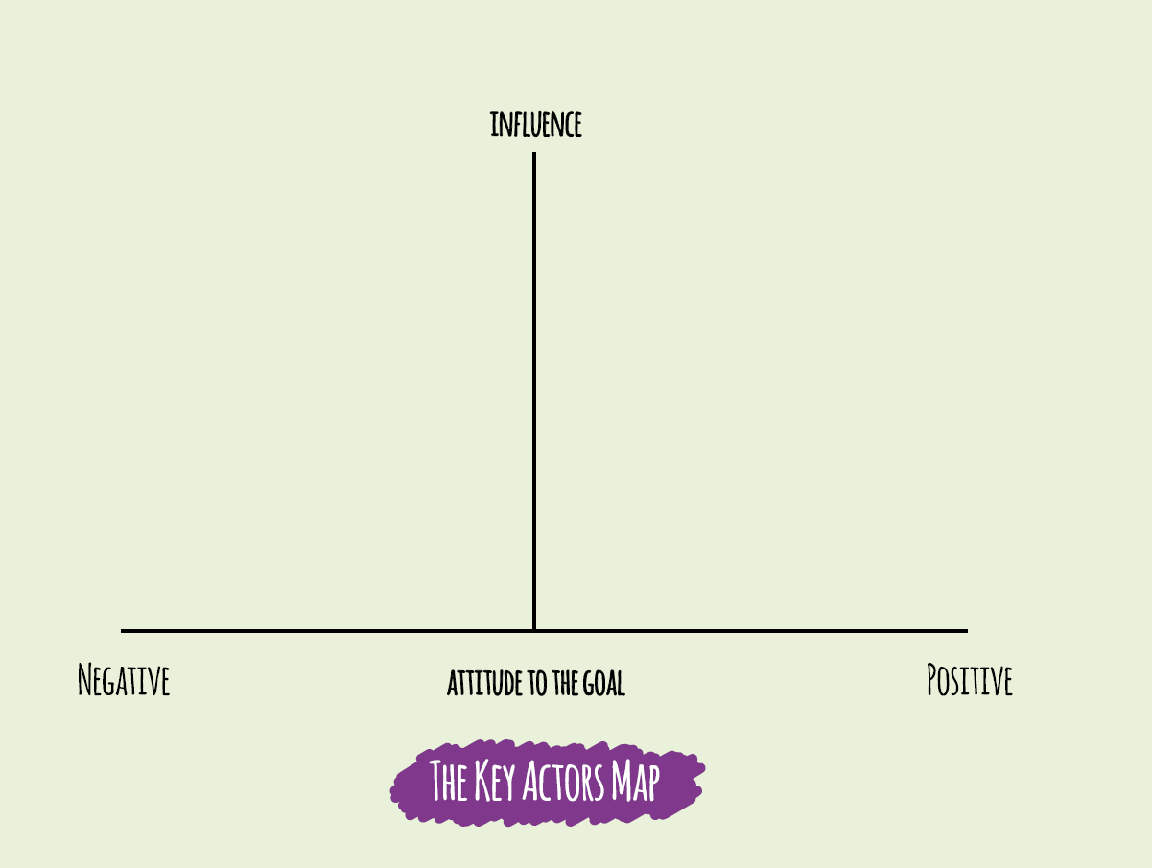 INFLUENCE
NEGATIVE
ATTITUDE TO THE GOAL
POSITIVE
THE KEY ACTORS MAP